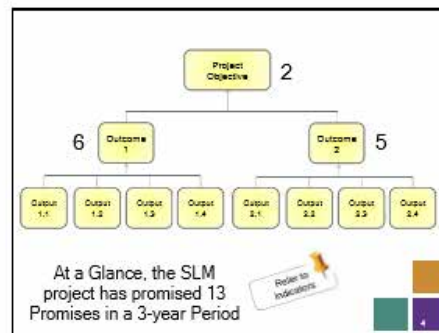 Project
Objective
2
6
Outcome
1
Outcome
2
5
Output
1.1
Output
1.2
Output
1.3
Output
1.4
Output
2.1
Output
2.2
Output
2.3
Output
2.4
At a Glance, the SLM
project has promised 13
Promises in a 3-year Period
Refer to
Indicators
4